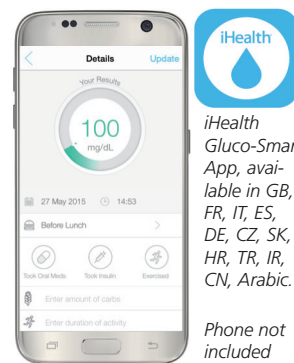 Details
Update
Your Results
100
mg/dL
27 May 2015
14:53
Before Lunch
Took Oral Meds
Took Insulin
Exercised
Enter amount of carbs
Enter duration of activity
iHealth
iHealth
Gluco-Smar
App, avai-
lable in GB,
FR, IT, ES,
DE, CZ, SK,
HR, TR, IR,
CN, Arabic.
Phone not
included